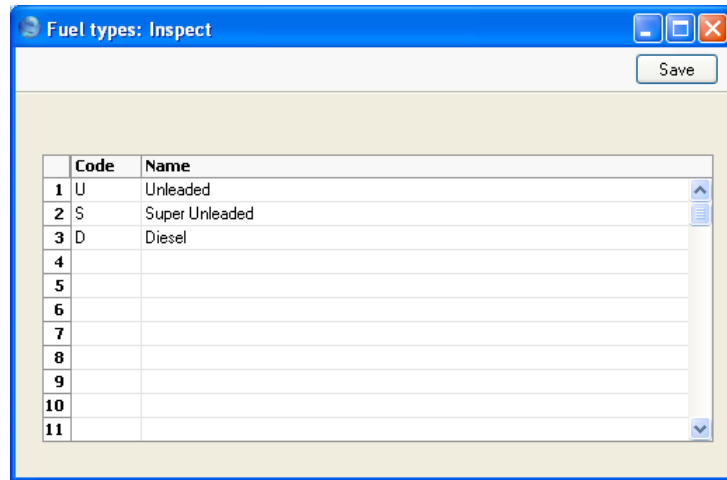 Fuel types: Inspect
Save
Code Name
1 U Unleaded
2 S Super Unleaded
3 D Diesel
4
5
6
7
8
9
10
11